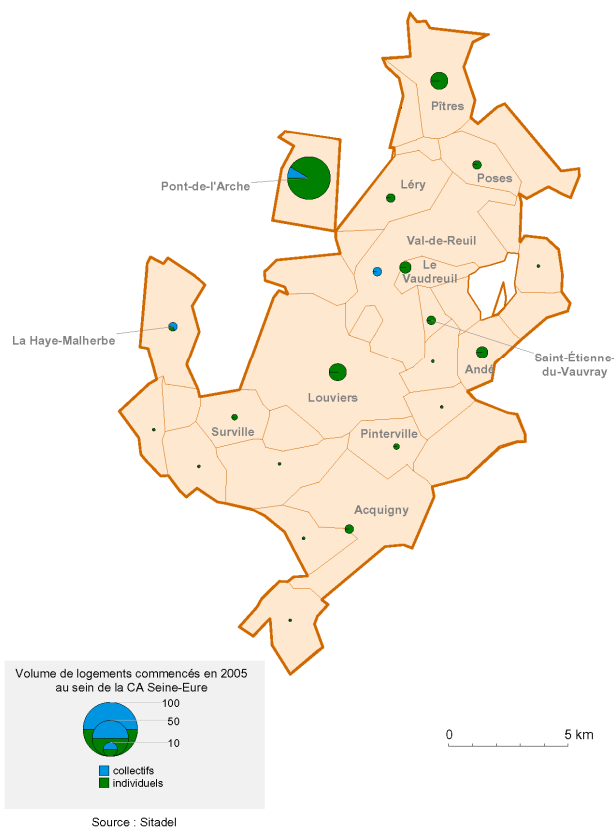 Pîtres
Pont-de-l'Arche
Léry
Poses
Val-de-Reuil
Le
Vaudreuil
La Haye-Malherbe
Saint-Étienne-
du-Vauvray
Andé
Louviers
Surville
Pinterville
Acquigny
Volume de logements commencés en 2005
au sein de la CA Seine-Eure
100
50
10
collectifs
individuels
0 5 km
Source : Sitadel